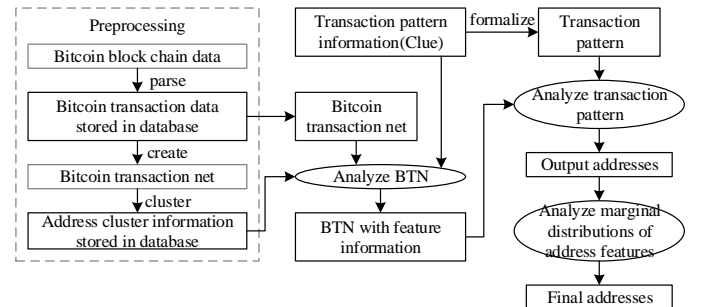 Preprocessing
Bitcoin block chain data
parse
Bitcoin transaction data
stored in database
create
Bitcoin transaction net
cluster
Address cluster information
stored in database
Transaction pattern
information(Clue)
formalize
Transaction
pattern
Bitcoin
transaction net
Analyze BTN
BTN with feature
information
Analyze transaction
pattern
Output addresses
Analyze marginal
distributions of
address features
Final addresses